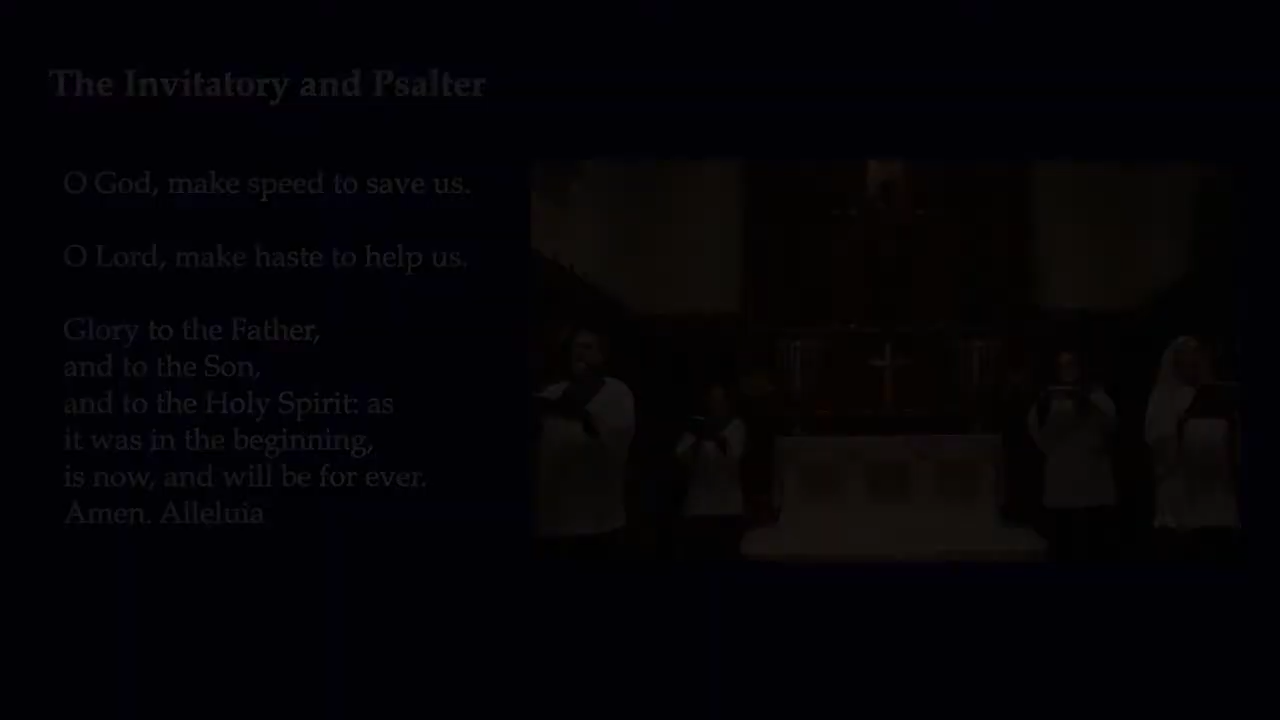 The Invitatory and Psalter
O God, make speed to save us.
O Lord, make haste to help us.
Glory to the Father,
and to the Son,
and to the Holy Spirit: as
it was in the beginning,
is now, and will be for ever.
Amen. Alleluia